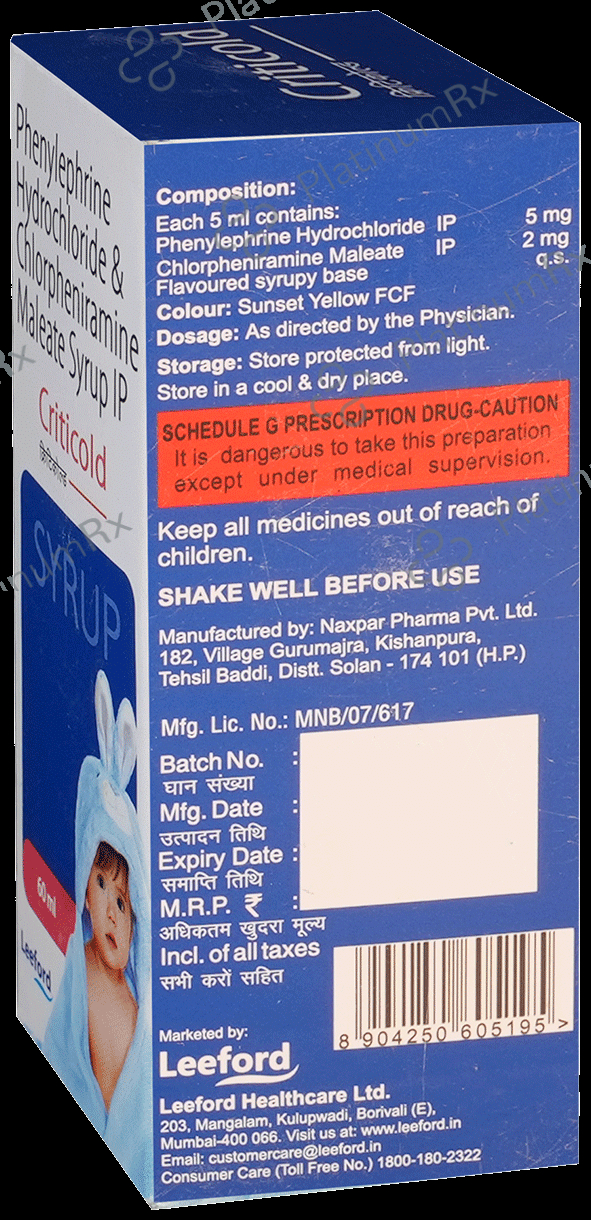 Criticold
क्रिटिकोल्ड
Phenylephrine
Hydrochloride &
Chlorpheniramine
Maleate Syrup IP
Criticold
क्रिटिकोल्ड
SYRUP
60 ml
Leeford
Composition:
Each 5 ml contains:
Phenylephrine Hydrochloride IP 5 mg
Chlorpheniramine Maleate IP 2 mg
Flavoured syrupy base q.s.
Colour: Sunset Yellow FCF
Dosage: As directed by the Physician.
Storage: Store protected from light.
Store in a cool & dry place.
SCHEDULE G PRESCRIPTION DRUG-CAUTION
It is dangerous to take this preparation
except under medical supervision.
Keep all medicines out of reach of
children.
SHAKE WELL BEFORE USE
Manufactured by: Naxpar Pharma Pvt. Ltd.
182, Village Gurumajra, Kishanpura,
Tehsil Baddi, Distt. Solan - 174 101 (H.P.)
Mfg. Lic. No.: MNB/07/617
Batch No. :
घान संख्या
Mfg. Date :
उत्पादन तिथि
Expiry Date :
समाप्ति तिथि
M.R.P. ₹ :
अधिकतम खुदरा मूल्य
Incl. of all taxes
सभी करों सहित
8 904250 605195 >
Marketed by:
Leeford
Leeford Healthcare Ltd.
203, Mangalam, Kulupwadi, Borivali (E),
Mumbai-400 066. Visit us at: www.leeford.in
Email: customercare@leeford.in
Consumer Care (Toll Free No.) 1800-180-2322
PlatinumRx